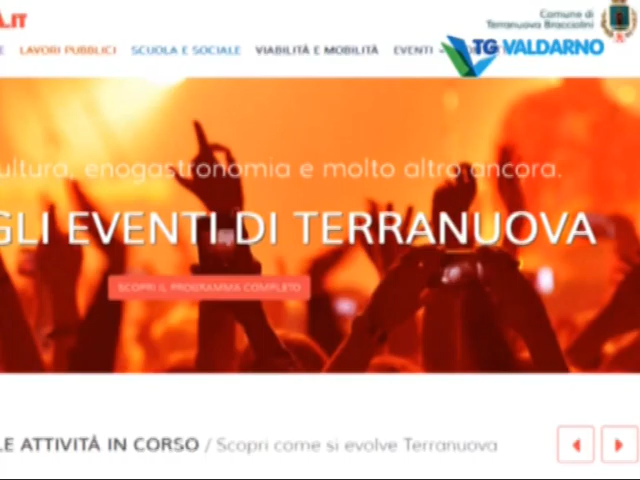 .IT
Comune di
Terranuova Bracciolini
LAVORI PUBBLICI SCUOLA E SOCIALE VIABILITÀ E MOBILITÀ EVENTI
TG VALDARNO
ultura, enogastronomia e molto altro ancora.
GLI EVENTI DI TERRANUOVA
SCOPRI IL PROGRAMMA COMPLETO
LE ATTIVITÀ IN CORSO / Scopri come si evolve Terranuova